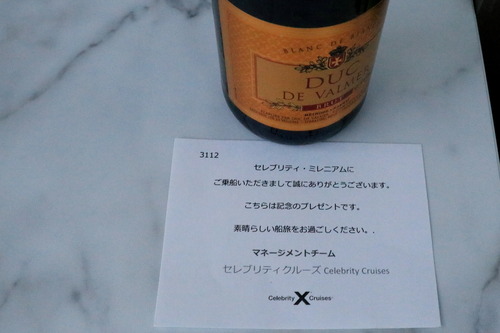 BLANC DE
DUC
DE VALMER
BRUT
3112
セレブリティ・ミレニアムに
ご乗船いただきまして誠にありがとうございます。
こちらは記念のプレゼントです。
素晴らしい船旅をお過ごしください。.
マネージメントチーム
セレブリティクルーズ Celebrity Cruises
Celebrity X Cruises